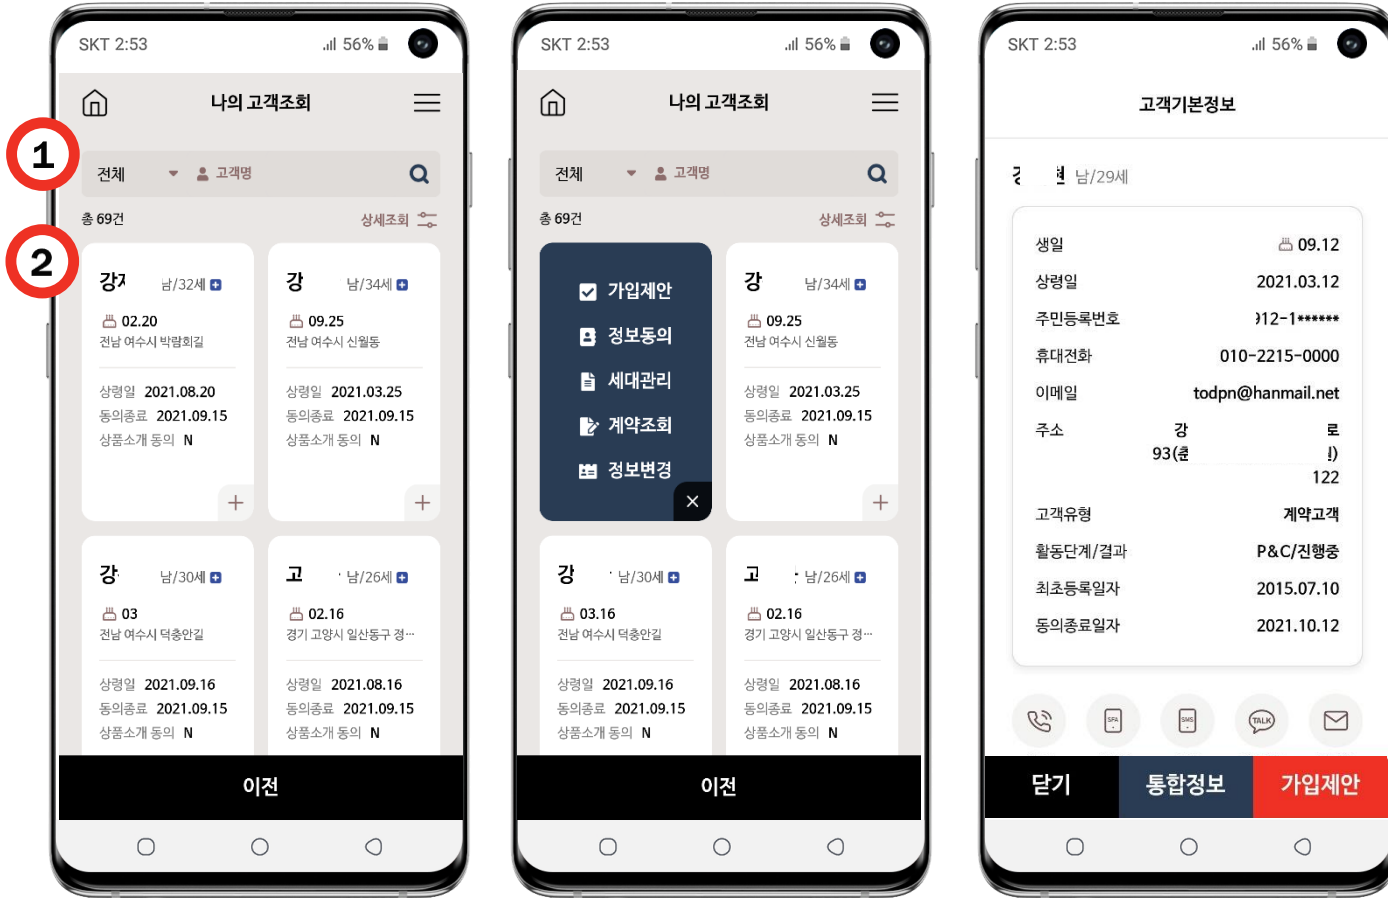 SKT 2:53
56%
나의 고객조회
1
전체 고객명
총 69건
상세조회
2
강 남/32세
02.20
전남 여수시 박람회길
상령일 2021.08.20
동의종료 2021.09.15
상품소개 동의 N
강 남/34세
09.25
전남 여수시 신월동
상령일 2021.03.25
동의종료 2021.09.15
상품소개 동의 N
강 남/30세
03
전남 여수시 덕충안길
상령일 2021.09.16
동의종료 2021.09.15
상품소개 동의 N
고 남/26세
02.16
경기 고양시 일산동구 정…
상령일 2021.08.16
동의종료 2021.09.15
상품소개 동의 N
이전
SKT 2:53
56%
나의 고객조회
전체 고객명
총 69건
상세조회
가입제안
정보동의
세대관리
계약조회
정보변경
강 남/34세
09.25
전남 여수시 신월동
상령일 2021.03.25
동의종료 2021.09.15
상품소개 동의 N
강 남/30세
03.16
전남 여수시 덕충안길
상령일 2021.09.16
동의종료 2021.09.15
상품소개 동의 N
고 남/26세
02.16
경기 고양시 일산동구 정…
상령일 2021.08.16
동의종료 2021.09.15
상품소개 동의 N
이전
SKT 2:53
56%
고객기본정보
남/29세
생일 09.12
상령일 2021.03.12
주민등록번호 912-1******
휴대전화 010-2215-0000
이메일 todpn@hanmail.net
주소 강 로
93(춘
122
고객유형 계약고객
활동단계/결과 P&C/진행중
최초등록일자 2015.07.10
동의종료일자 2021.10.12
SFA
SMS
TALK
닫기 통합정보 가입제안